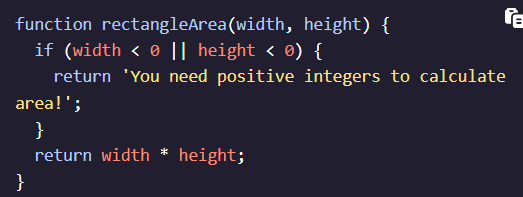 function rectangleArea(width, height) {
  if (width < 0 || height < 0) {
    return 'You need positive integers to calculate
area!';
  }
  return width * height;
}